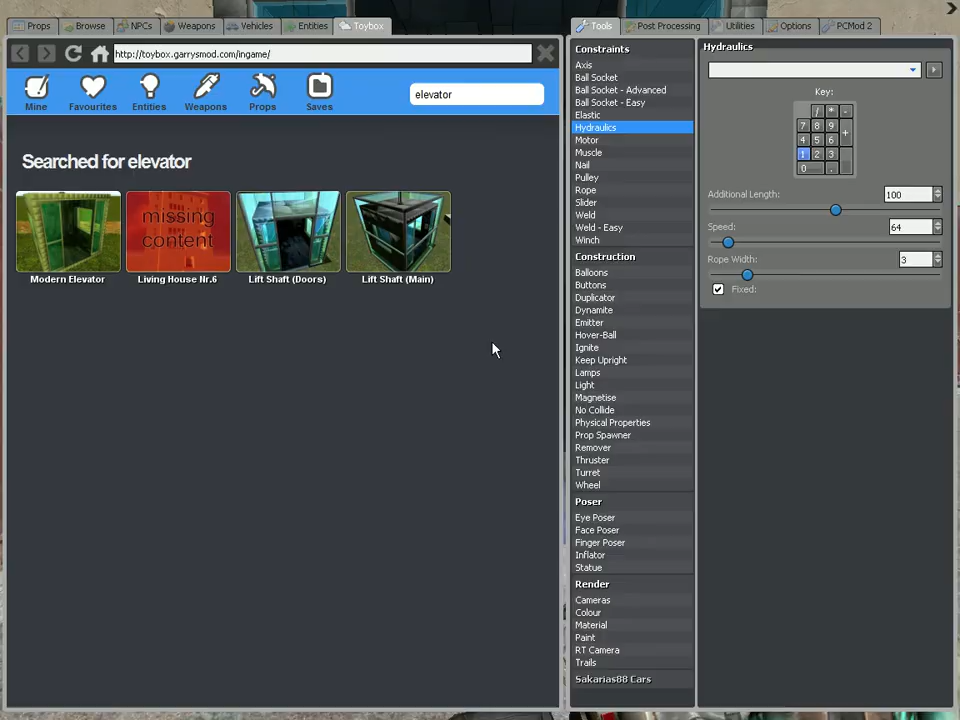 Props Browse NPCs Weapons Vehicles Entities Toybox
http://toybox.garrysmod.com/ingame/
Mine Favourites Entities Weapons Props Saves
elevator
Searched for elevator
missing
content
Modern Elevator Living House Nr.6 Lift Shaft (Doors) Lift Shaft (Main)
Tools Post Processing Utilities Options PCMod 2
Constraints
Axis
Ball Socket
Ball Socket - Advanced
Ball Socket - Easy
Elastic
Hydraulics
Motor
Muscle
Nail
Pulley
Rope
Slider
Weld
Weld - Easy
Winch
Construction
Balloons
Buttons
Duplicator
Dynamite
Emitter
Hover-Ball
Ignite
Keep Upright
Lamps
Light
Magnetise
No Collide
Physical Properties
Prop Spawner
Remover
Thruster
Turret
Wheel
Poser
Eye Poser
Face Poser
Finger Poser
Inflator
Statue
Render
Cameras
Colour
Material
Paint
RT Camera
Trails
Sakarias88 Cars
Hydraulics
Key:
/ * -
7 8 9 +
4 5 6
1 2 3
0 .
Additional Length: 100
Speed: 64
Rope Width: 3
Fixed: